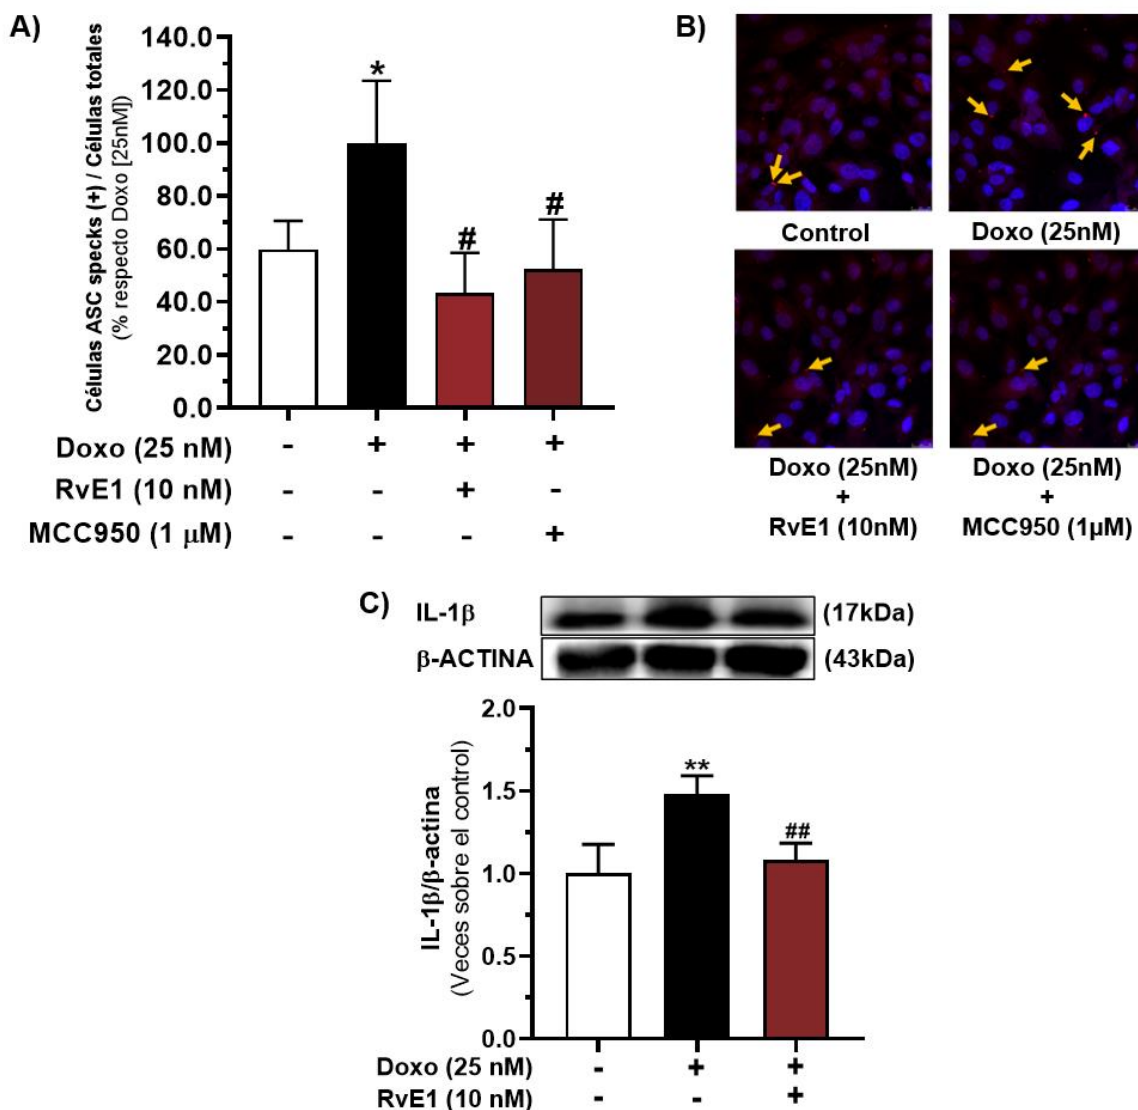 A)
Células ASC specks (+) / Células totales
(% respecto Doxo [25nM])
140.0
120.0
100.0
80.0
60.0
40.0
20.0
0.0
*
#
#
Doxo (25 nM) - + + +
RvE1 (10 nM) - - + -
MCC950 (1 μM) - - - +
B)
Control
Doxo (25nM)
Doxo (25nM)
+
RvE1 (10nM)
Doxo (25nM)
+
MCC950 (1μM)
C)
IL-1β (17kDa)
β-ACTINA (43kDa)
IL-1β/β-actina
(Veces sobre el control)
2.0
1.5
1.0
0.5
0.0
**
##
Doxo (25 nM) - + +
RvE1 (10 nM) - - +